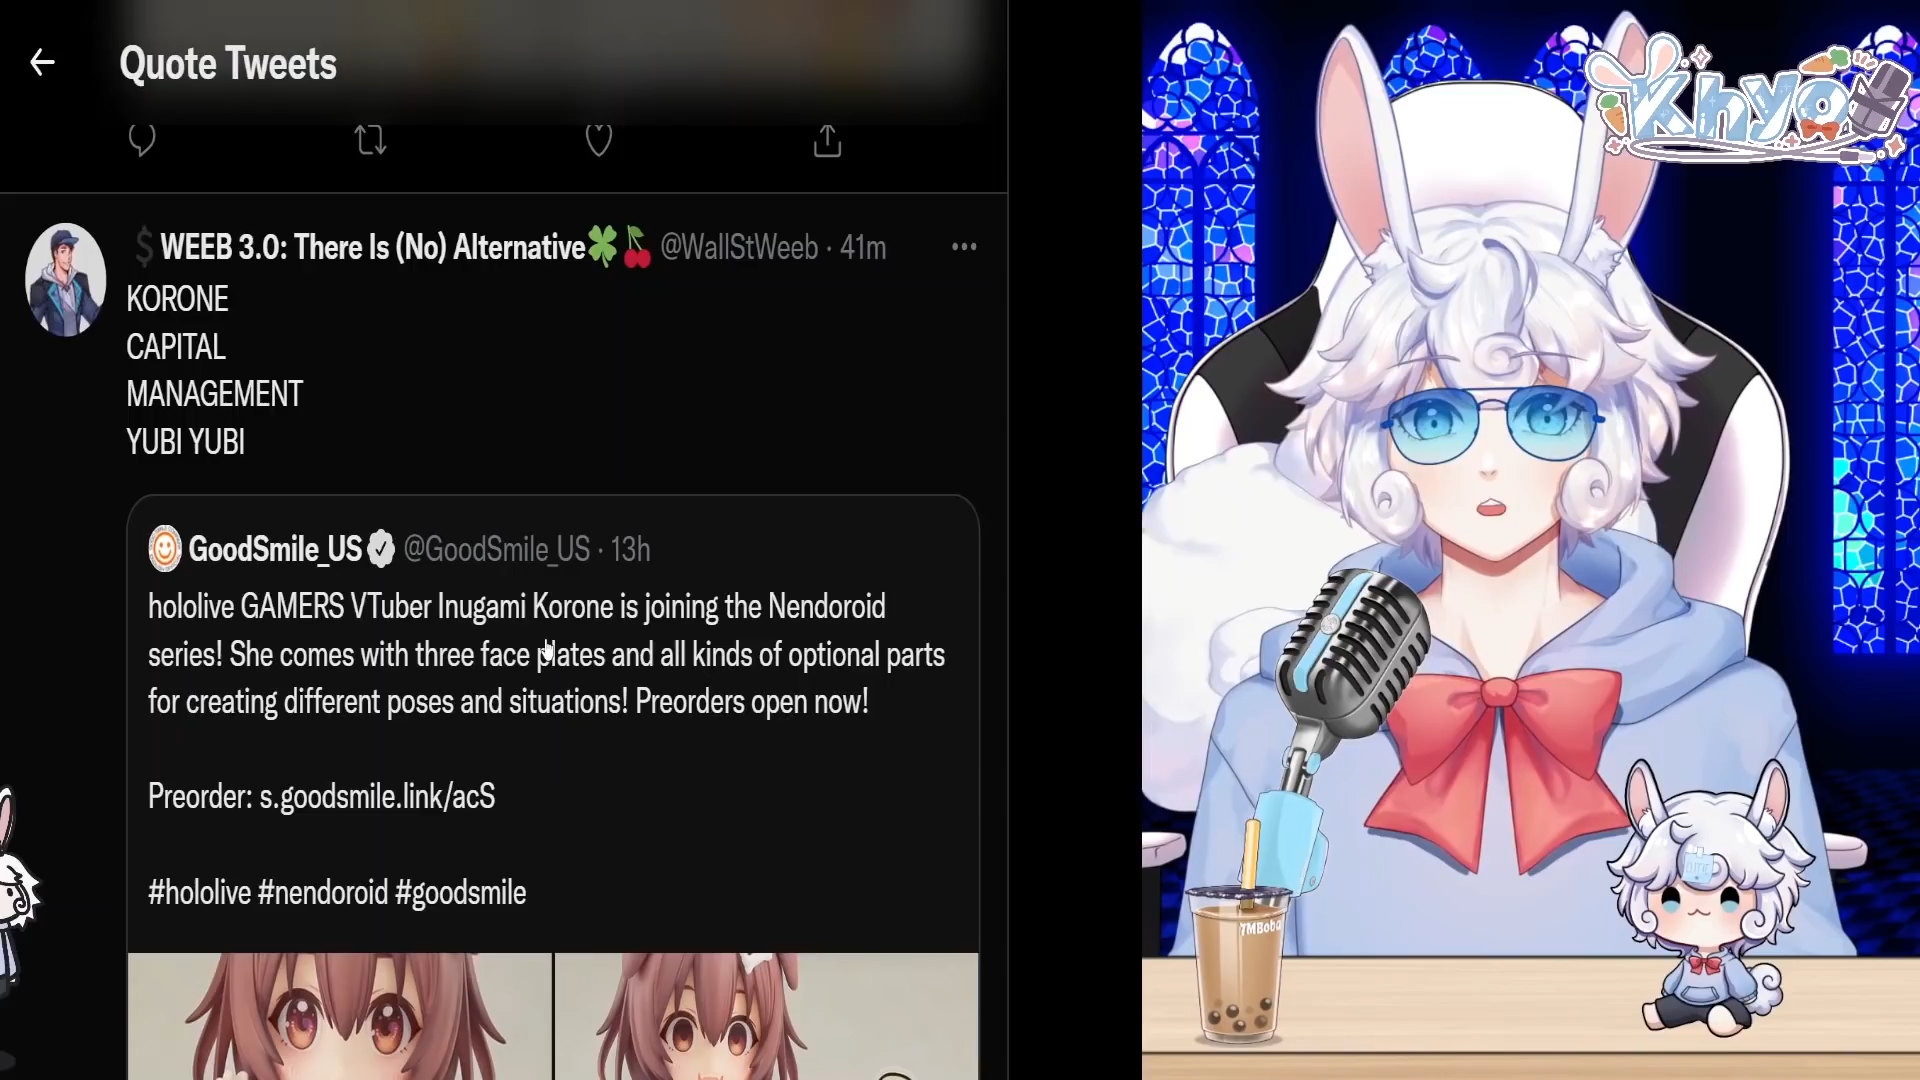 Quote Tweets
Khyo
$WEEB 3.0: There Is (No) Alternative🍀🍒 @WallStWeeb · 41m
KORONE
CAPITAL
MANAGEMENT
YUBI YUBI
GoodSmile_US @GoodSmile_US · 13h
hololive GAMERS VTuber Inugami Korone is joining the Nendoroid
series! She comes with three face plates and all kinds of optional parts
for creating different poses and situations! Preorders open now!
Preorder: s.goodsmile.link/acS
#hololive #nendoroid #goodsmile
7MBoba